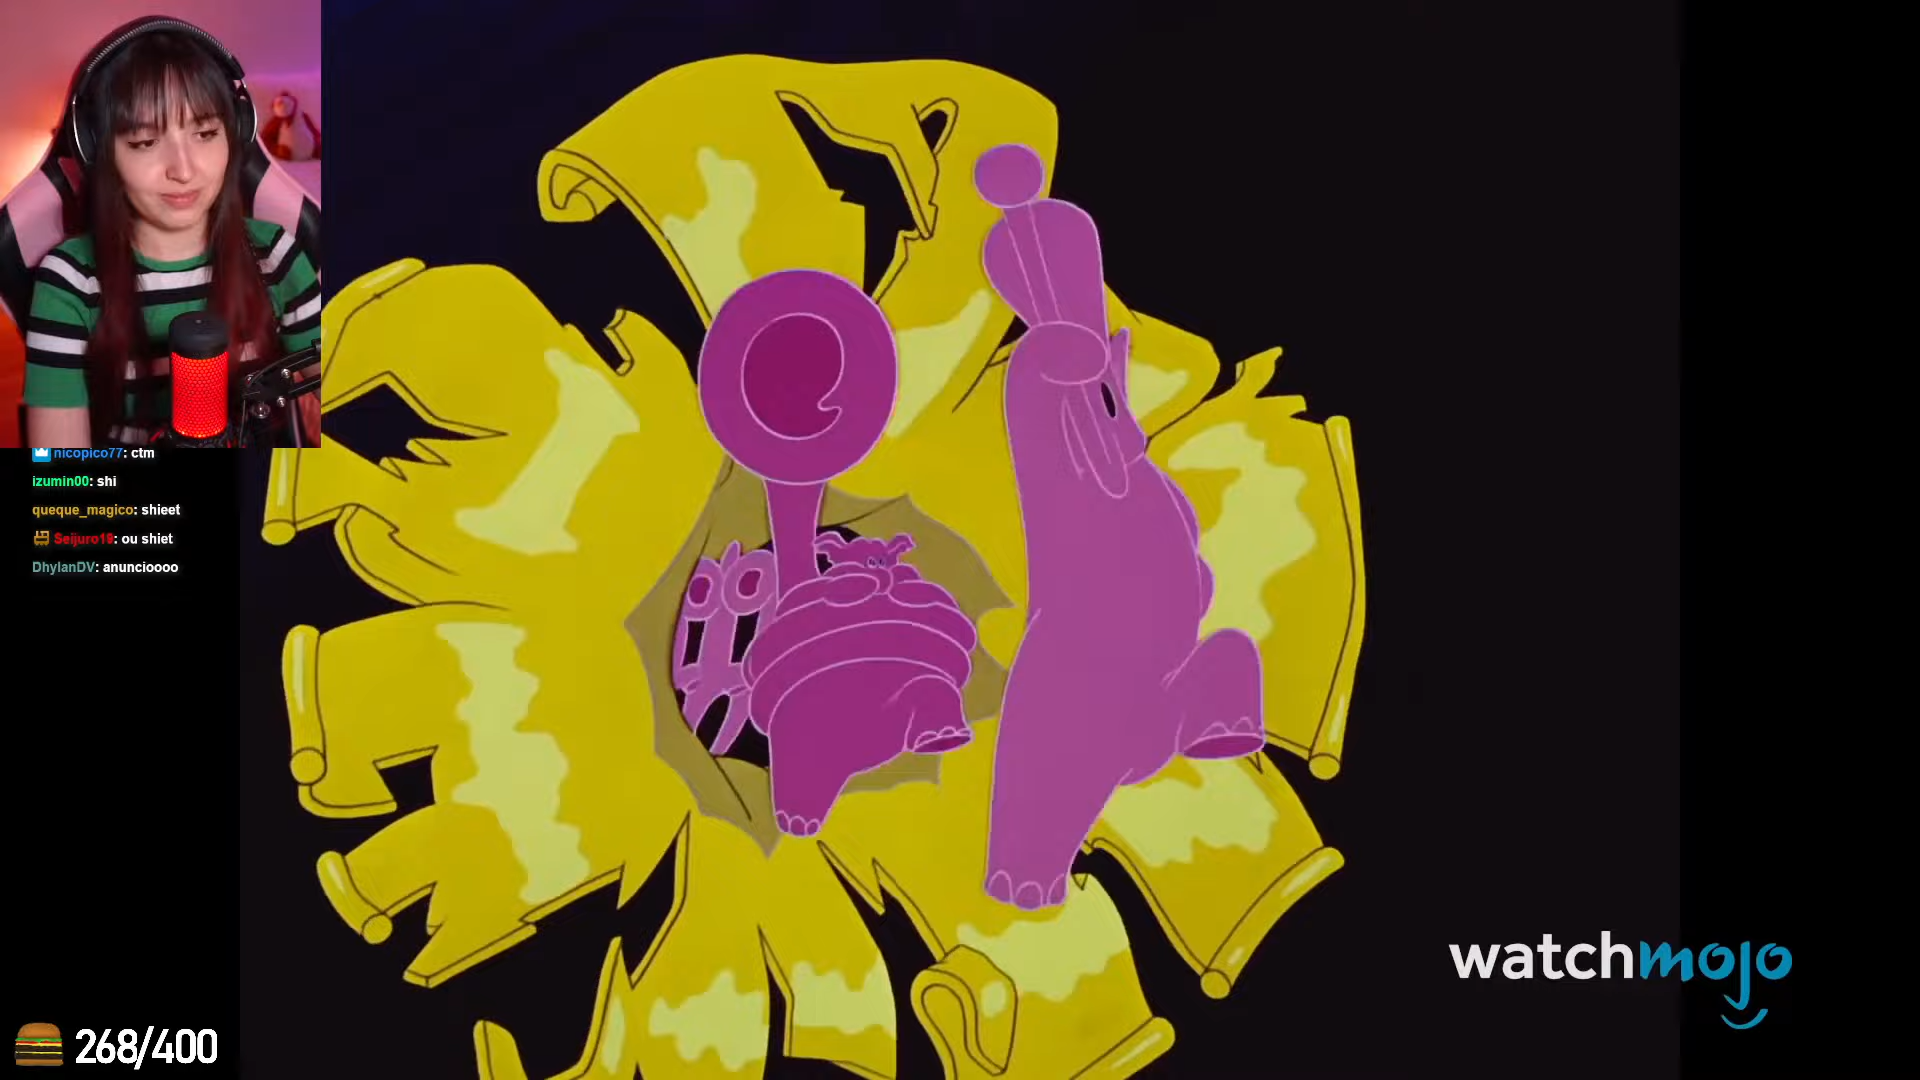 nicopico77: ctm
izumin00: shi
queque_magico: shieet
Seijuro19: ou shiet
DhylanDV: anuncioooo
268/400
watchmojo